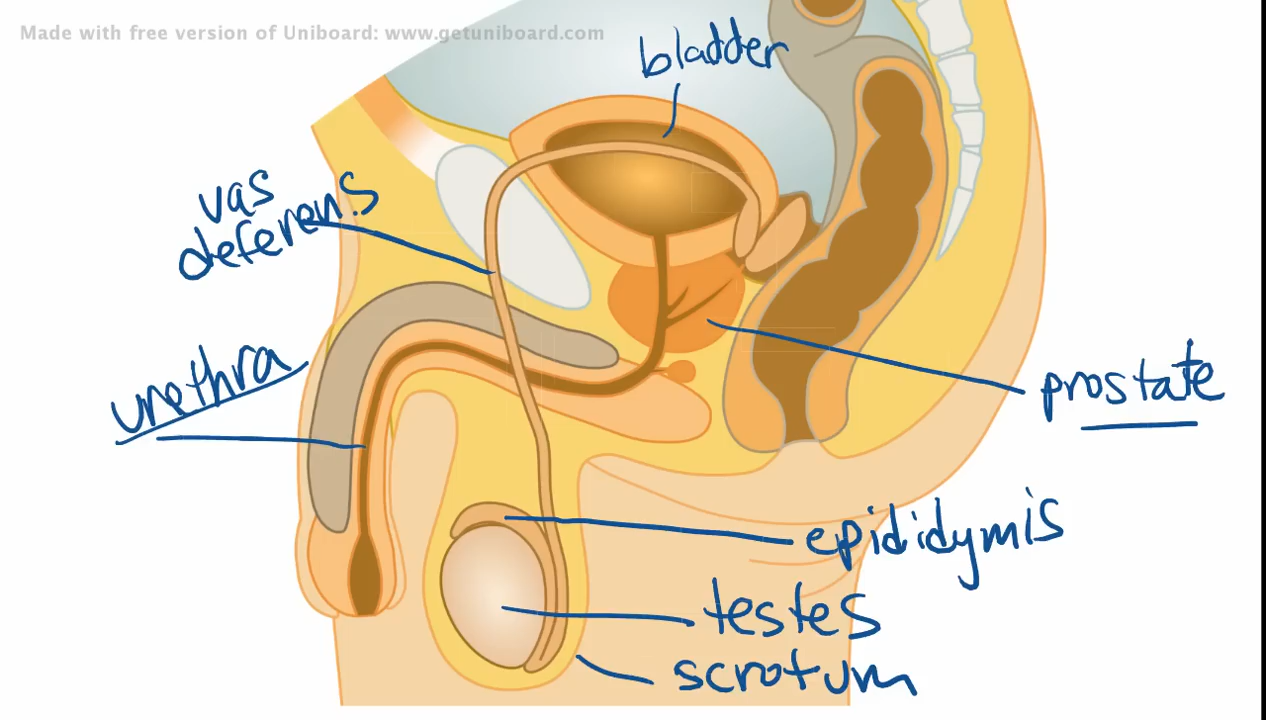 Made with free version of Uniboard: www.getuniboard.com
bladder
vas
deferens
urethra
prostate
epididymis
testes
scrotum